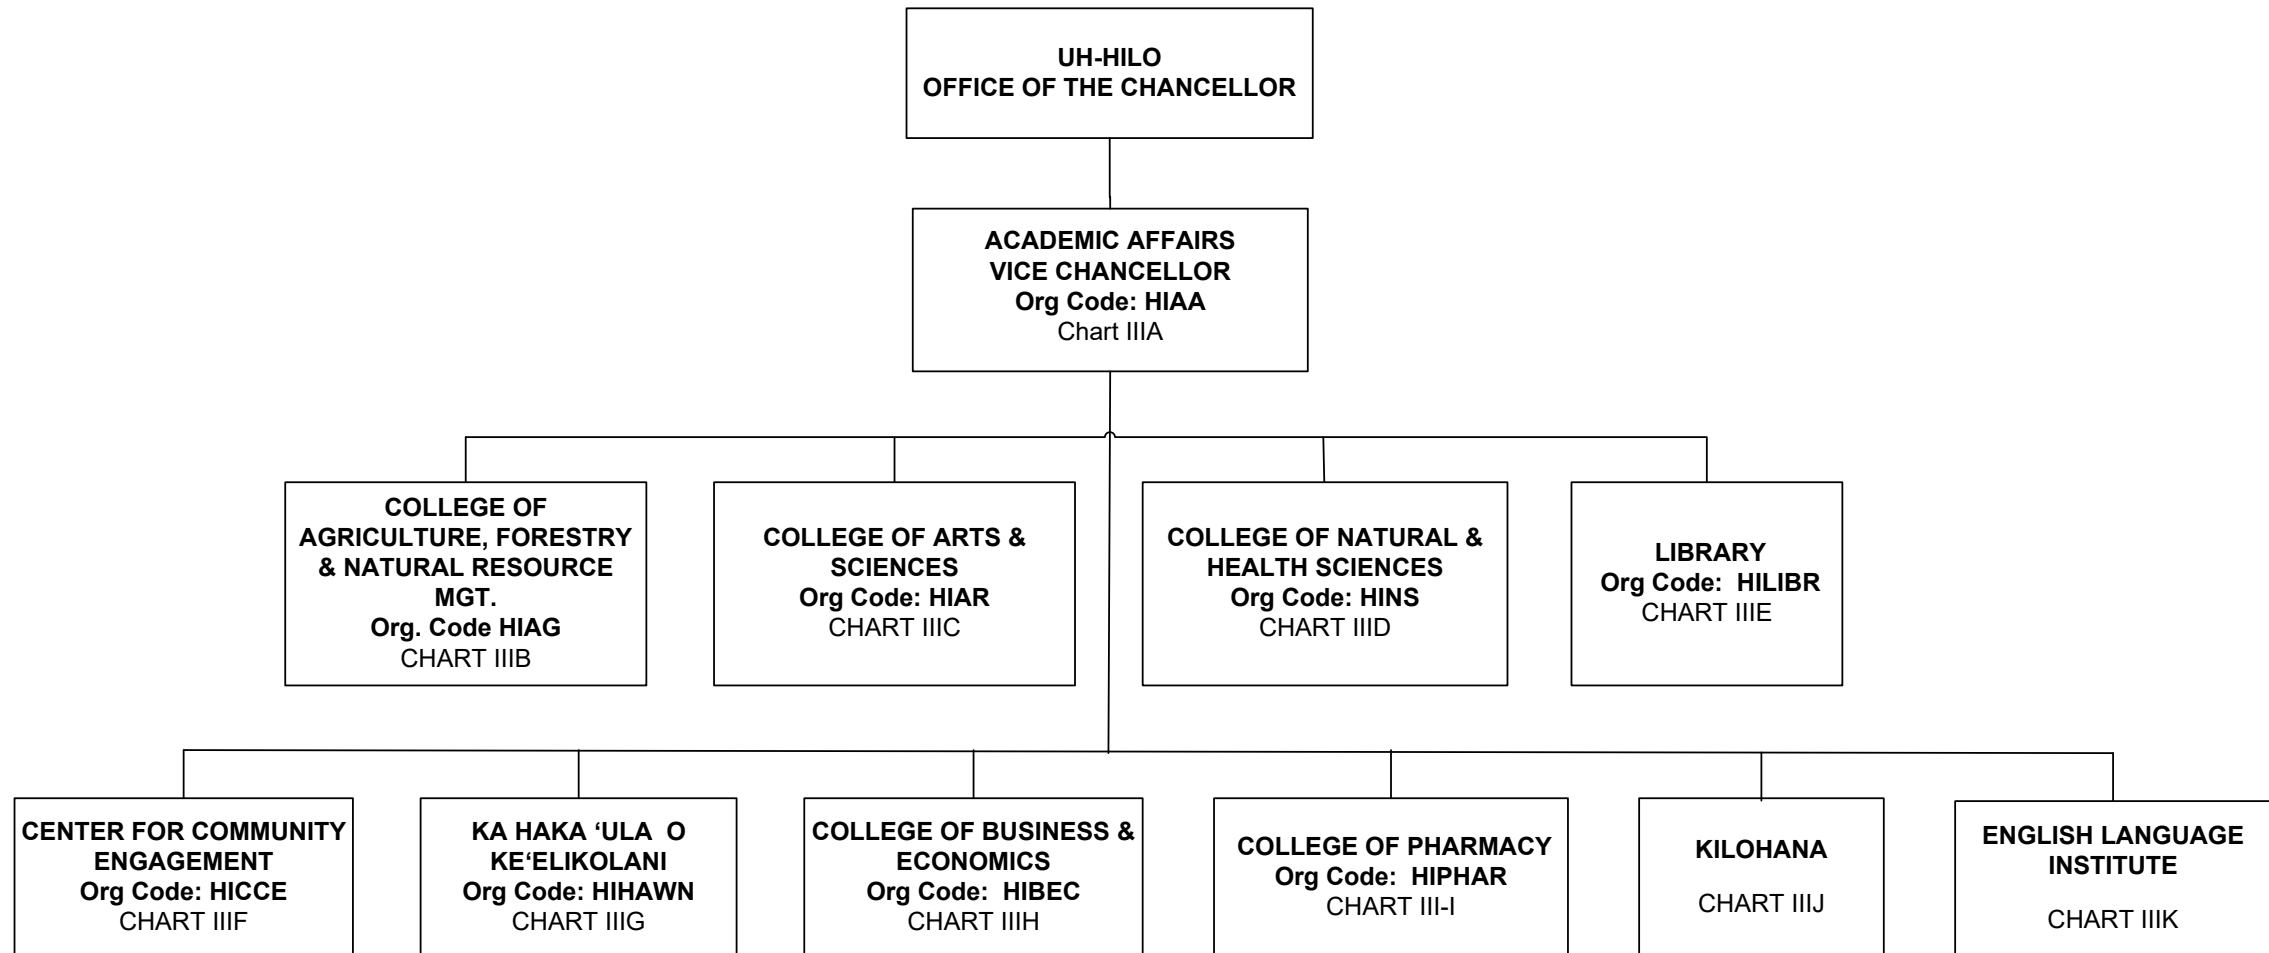 UH-HILO
OFFICE OF THE CHANCELLOR
ACADEMIC AFFAIRS
VICE CHANCELLOR
Org Code: HIAA
Chart IIIA
COLLEGE OF
AGRICULTURE, FORESTRY
& NATURAL RESOURCE
MGT.
Org. Code HIAG
CHART IIIB
COLLEGE OF ARTS &
SCIENCES
Org Code: HIAR
CHART IIIC
COLLEGE OF NATURAL &
HEALTH SCIENCES
Org Code: HINS
CHART IIID
LIBRARY
Org Code:  HILIBR
CHART IIIE
CENTER FOR COMMUNITY
ENGAGEMENT
Org Code: HICCE
CHART IIIF
KA HAKA ‘ULA  O
KE‘ELIKOLANI
Org Code: HIHAWN
CHART IIIG
COLLEGE OF BUSINESS &
ECONOMICS
Org Code:  HIBEC
CHART IIIH
COLLEGE OF PHARMACY
Org Code:  HIPHAR
CHART III-I
KILOHANA
CHART IIIJ
ENGLISH LANGUAGE
INSTITUTE
CHART IIIK